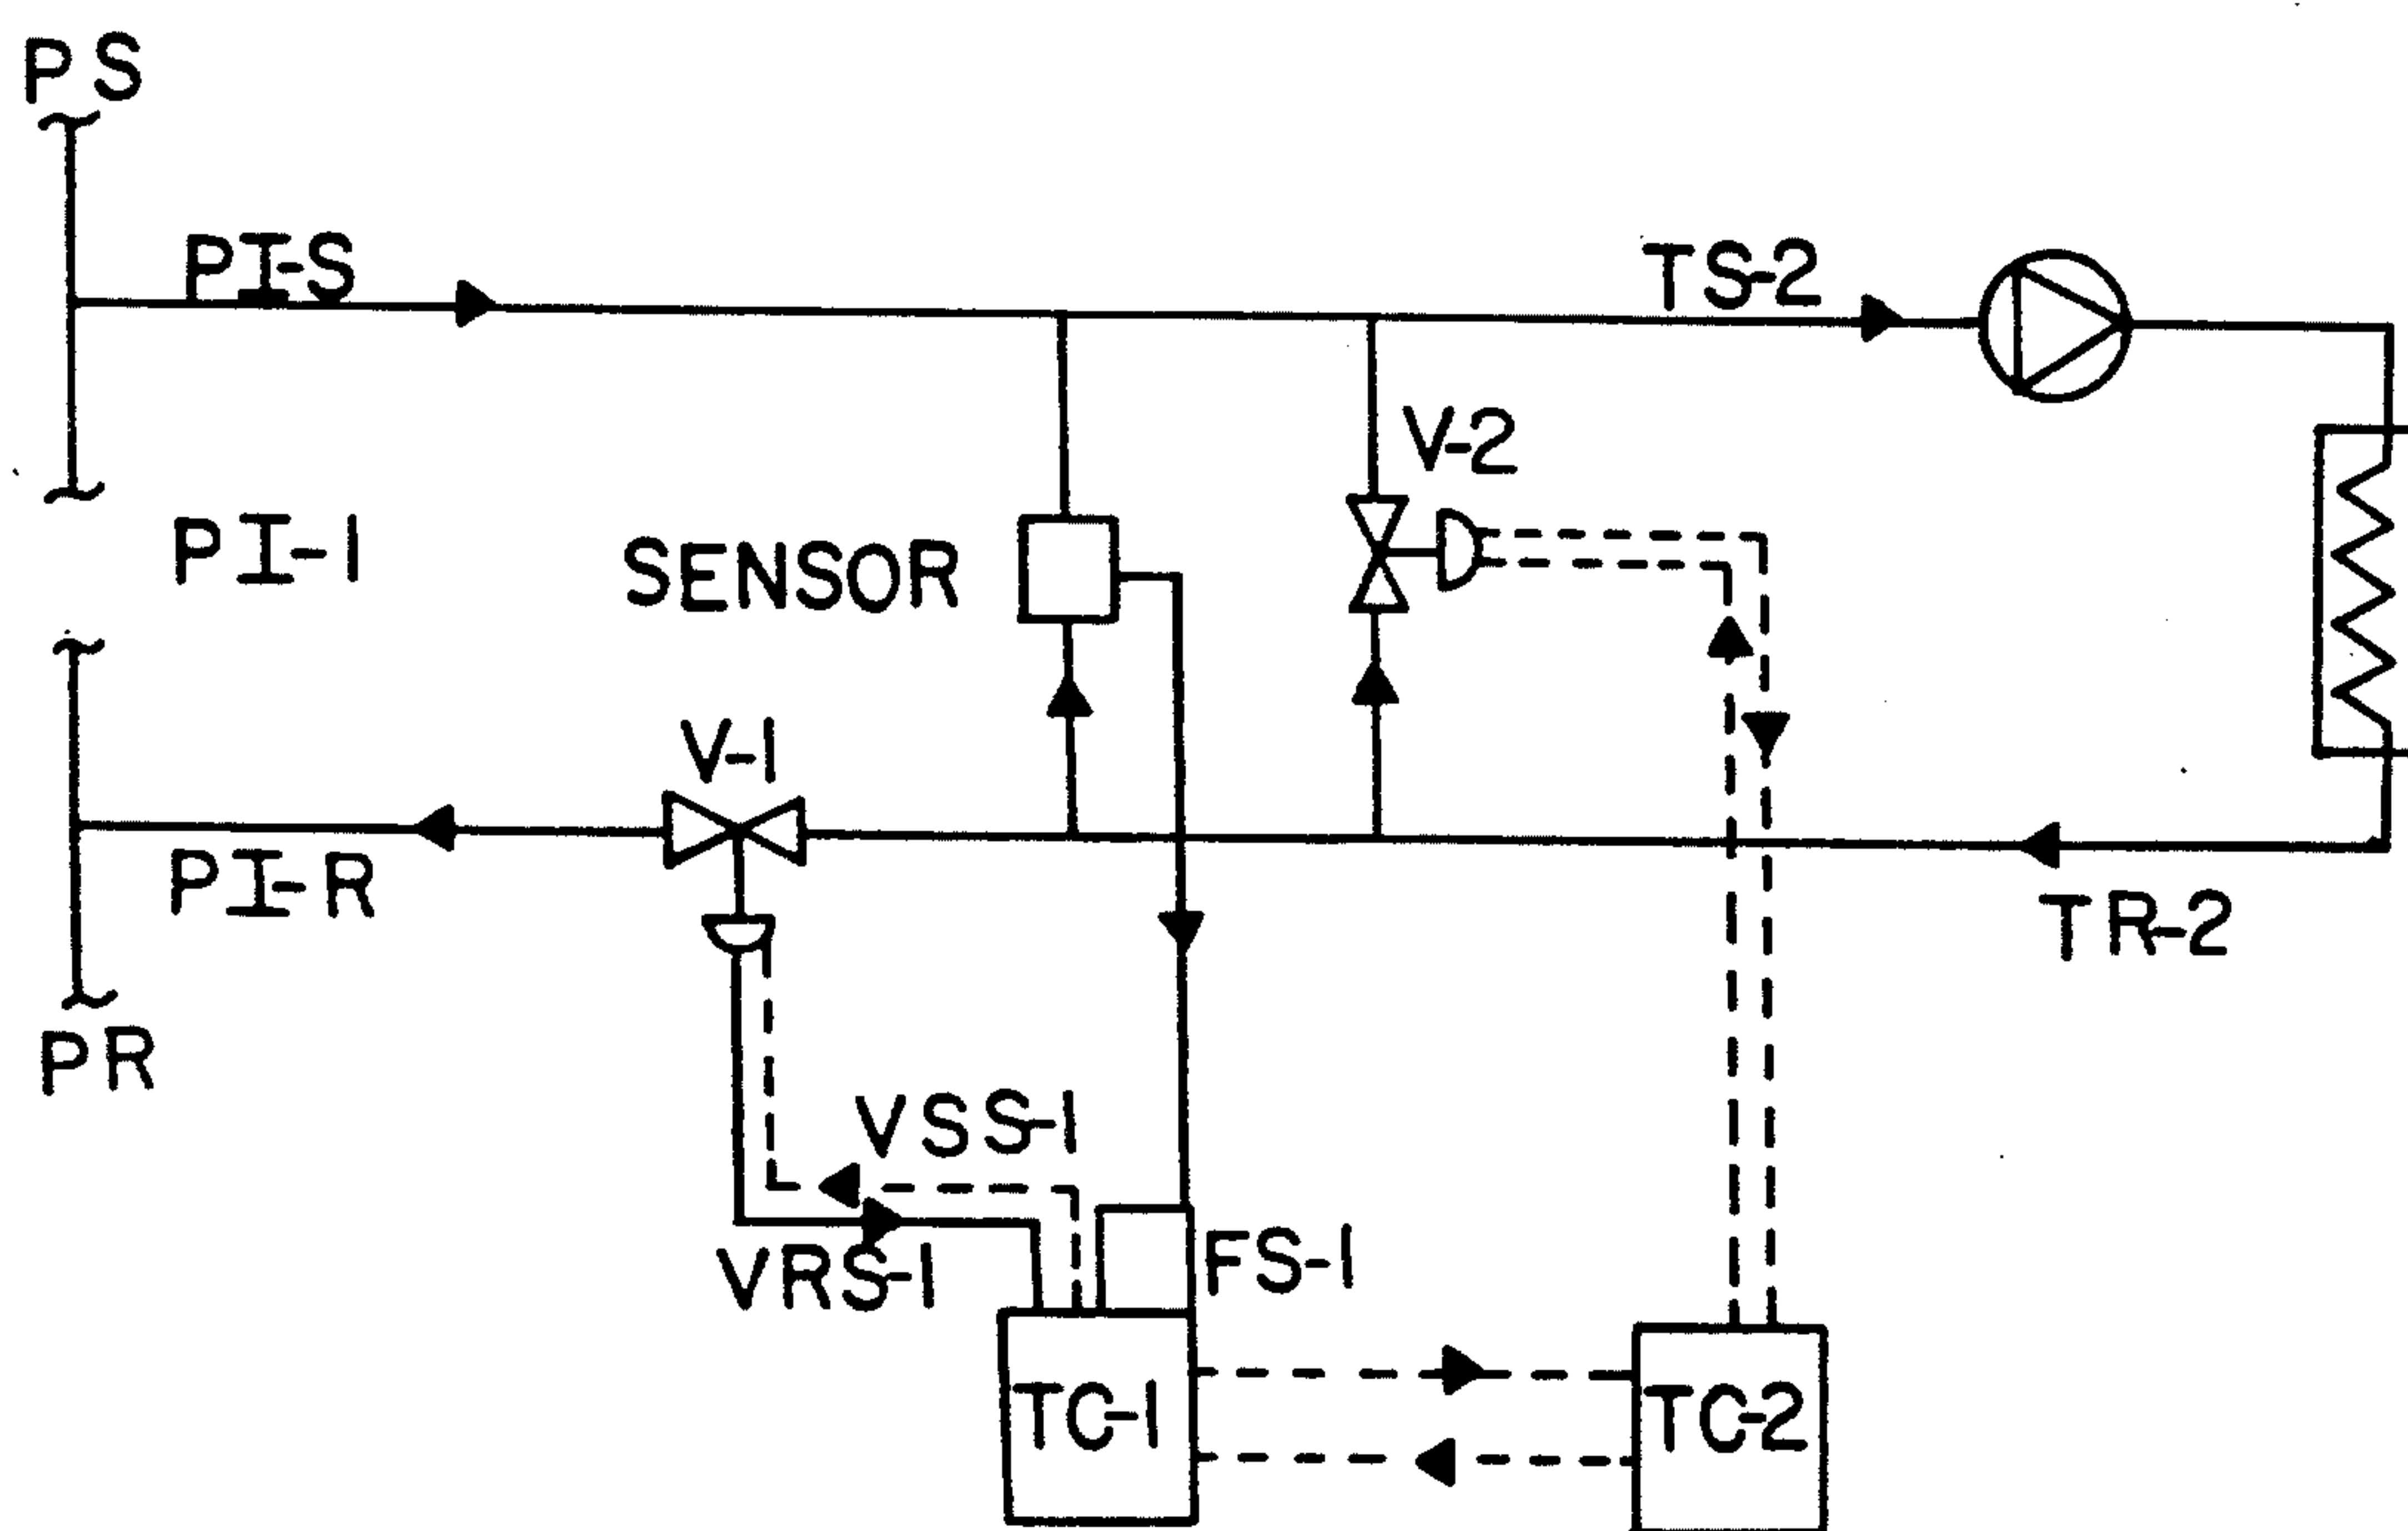 PS
PI-S
TS-2
V-2
PI-1
SENSOR
V-1
PI-R
TR-2
PR
VSS-1
VRS-1
FS-1
TC-1
TC-2